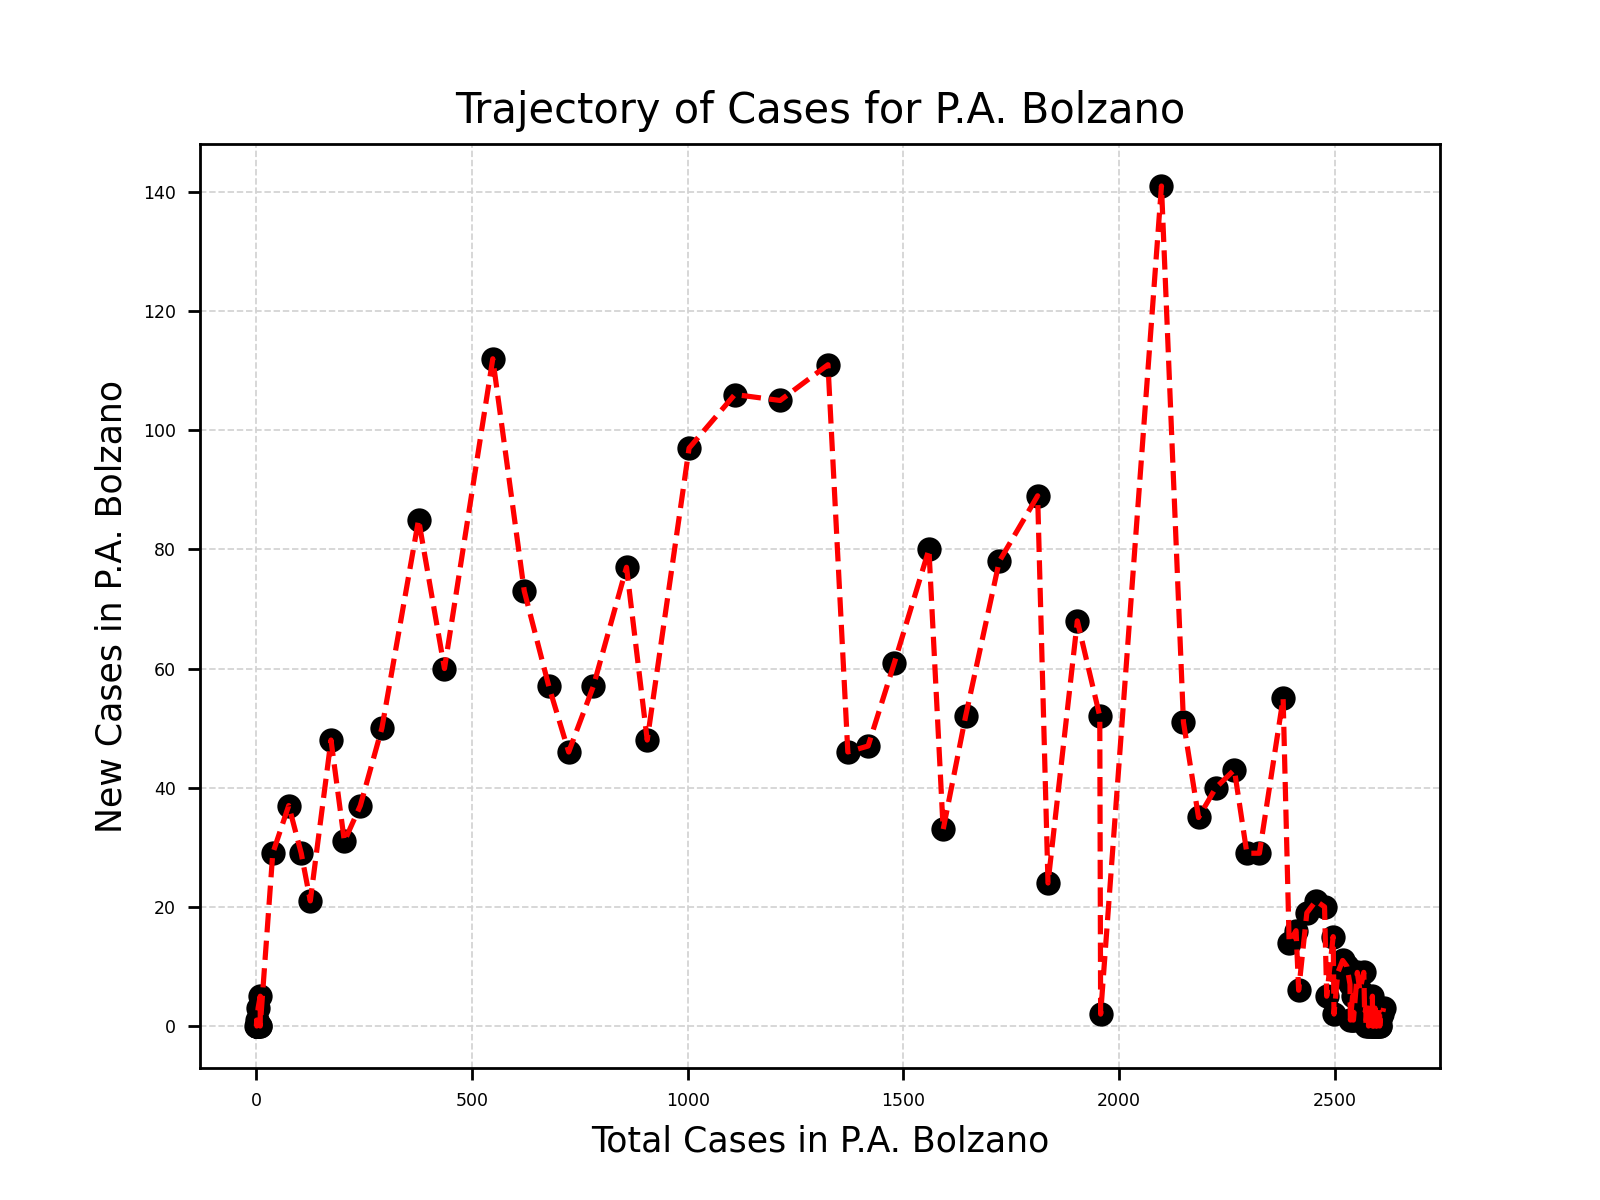 Trajectory of Cases for P.A. Bolzano
New Cases in P.A. Bolzano
140
120
100
80
60
40
20
0
0 500 1000 1500 2000 2500
Total Cases in P.A. Bolzano